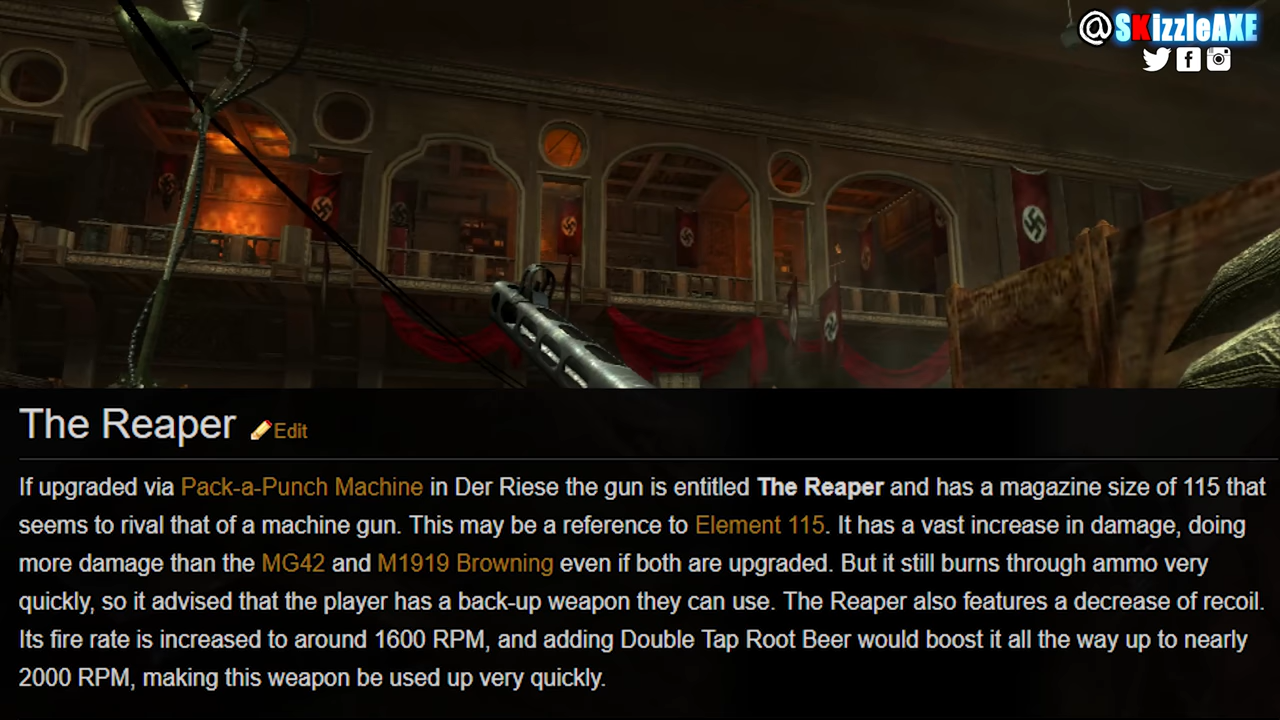 @SKizzleAXE
The Reaper Edit
If upgraded via Pack-a-Punch Machine in Der Riese the gun is entitled The Reaper and has a magazine size of 115 that
seems to rival that of a machine gun. This may be a reference to Element 115. It has a vast increase in damage, doing
more damage than the MG42 and M1919 Browning even if both are upgraded. But it still burns through ammo very
quickly, so it advised that the player has a back-up weapon they can use. The Reaper also features a decrease of recoil.
Its fire rate is increased to around 1600 RPM, and adding Double Tap Root Beer would boost it all the way up to nearly
2000 RPM, making this weapon be used up very quickly.